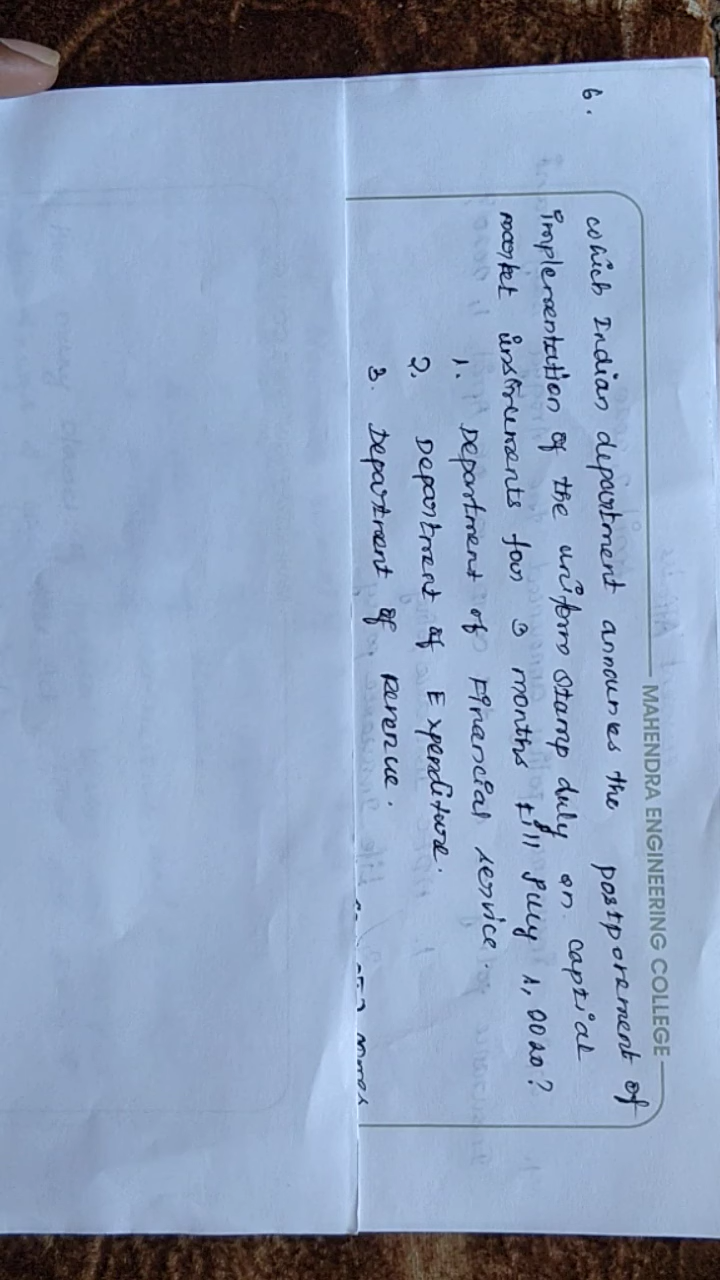 MAHENDRA ENGINEERING COLLEGE
6.
which Indian department announces the postponement of
implementation of the uniform stamp duly on captial
market instruments for 3 months till july 1, 2020?
1. Department of Financial service.
2. Department of Expenditure.
3. Department of Revenue.